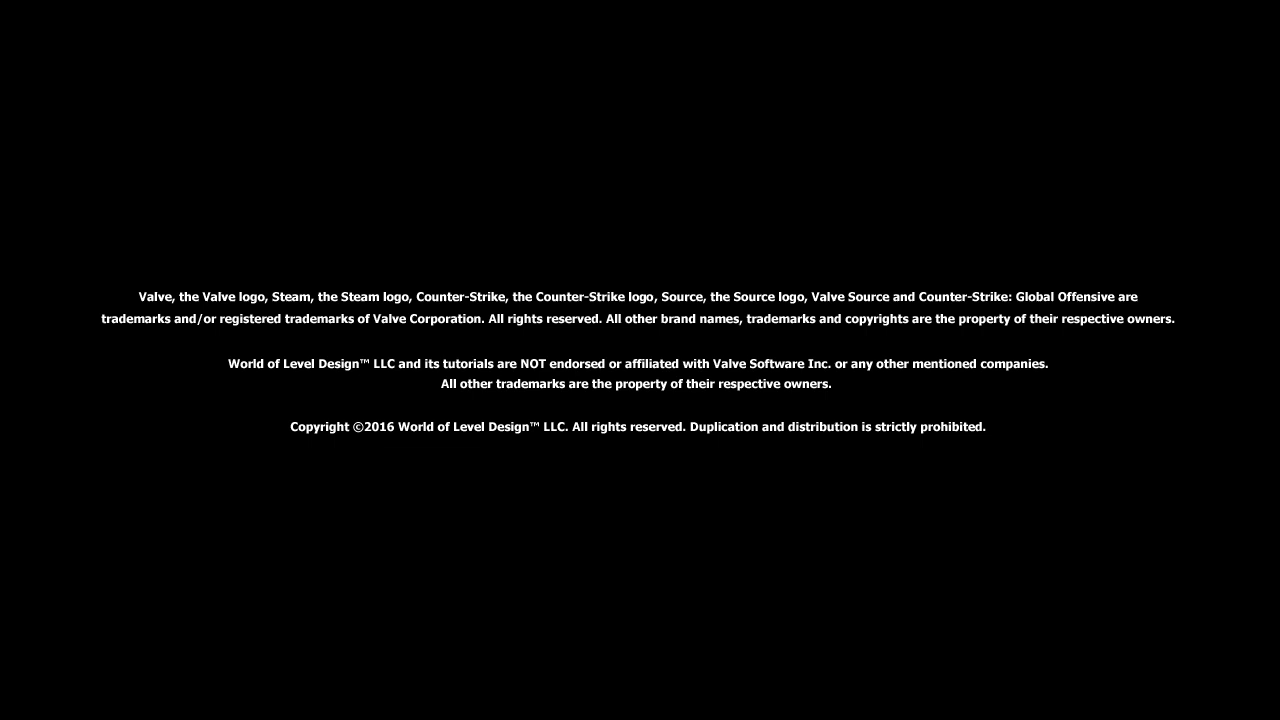 Valve, the Valve logo, Steam, the Steam logo, Counter-Strike, the Counter-Strike logo, Source, the Source logo, Valve Source and Counter-Strike: Global Offensive are
trademarks and/or registered trademarks of Valve Corporation. All rights reserved. All other brand names, trademarks and copyrights are the property of their respective owners.
World of Level Design™ LLC and its tutorials are NOT endorsed or affiliated with Valve Software Inc. or any other mentioned companies.
All other trademarks are the property of their respective owners.
Copyright ©2016 World of Level Design™ LLC. All rights reserved. Duplication and distribution is strictly prohibited.